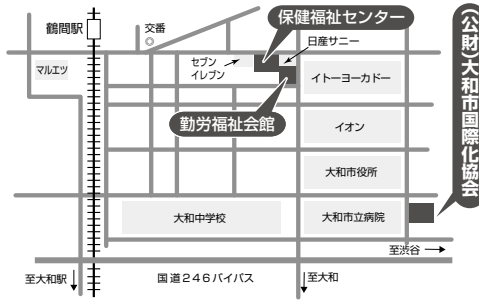 鶴間駅
交番
保健福祉センター
日産サニー
マルエツ
セブン
イレブン
イトーヨーカドー
勤労福祉会館
イオン
(公財)大和市国際化協会
大和市役所
大和中学校
大和市立病院
至渋谷
至大和駅
国道246バイパス
至大和